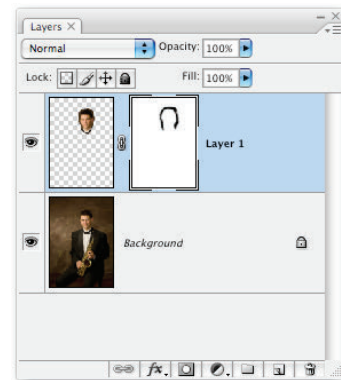 Layers
Normal Opacity: 100%
Lock: Fill: 100%
Layer 1
Background
fx